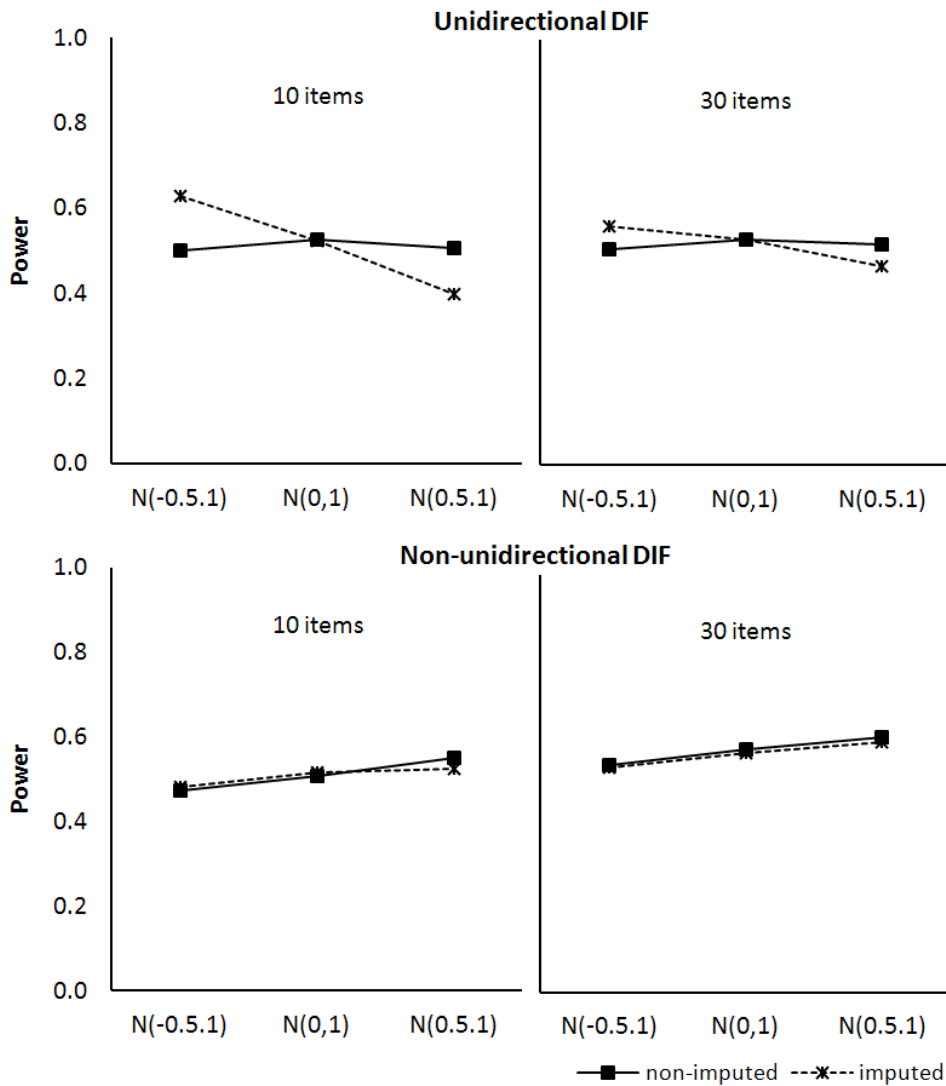 Unidirectional DIF
1.0
10 items
30 items
0.8
0.6
Power
0.4
0.2
0.0
N(-0.5.1) N(0,1) N(0.5.1) N(-0.5.1) N(0,1) N(0.5.1)
Non-unidirectional DIF
1.0
10 items
30 items
0.8
0.6
Power
0.4
0.2
0.0
N(-0.5.1) N(0,1) N(0.5.1) N(-0.5.1) N(0,1) N(0.5.1)
non-imputed imputed